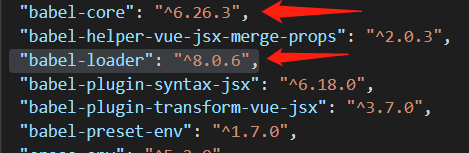 "babel-core": "^6.26.3",
"babel-helper-vue-jsx-merge-props": "^2.0.3",
"babel-loader": "^8.0.6",
"babel-plugin-syntax-jsx": "^6.18.0",
"babel-plugin-transform-vue-jsx": "^3.7.0",
"babel-preset-env": "^1.7.0",